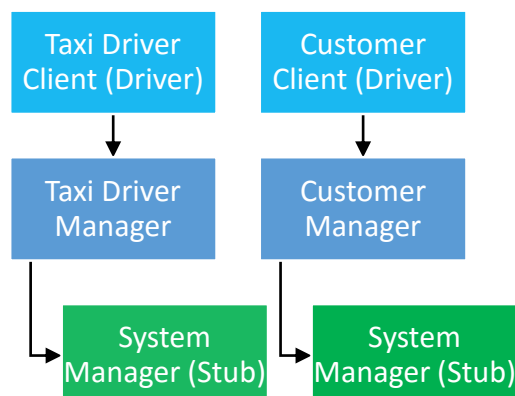 Taxi Driver
Client (Driver)
Customer
Client (Driver)
Taxi Driver
Manager
Customer
Manager
System
Manager (Stub)
System
Manager (Stub)